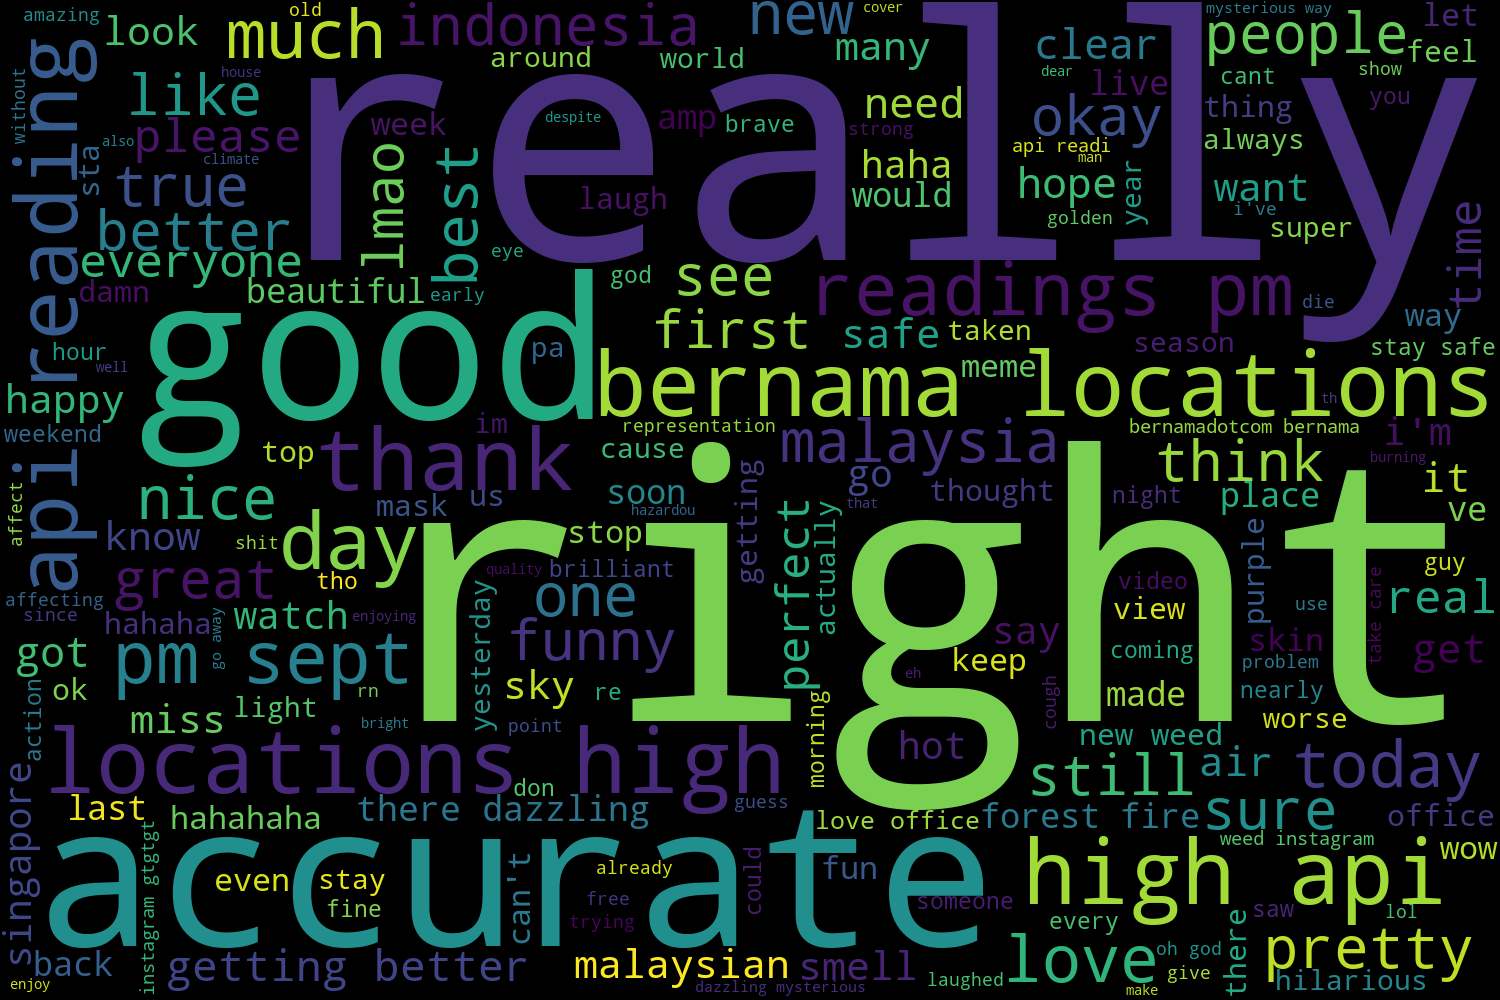 amazing
old
cover
mysterious way
let
look
much
indonesia
new
many
clear
people
feel
around
world
without
reading
like
house
really
dear
cant
show
live
you
please
week
despite
amp
brave
strong
need
okay
thing
always
also
climate
sta
lmao
best
haha
api readi
man
true
laugh
would
hope
year
want
i've
golden
super
time
better
everyone
eye
god
see
readings pm
damn
beautiful
early
die
way
good
first
safe
taken
season
stay safe
hour
well
pa
bernama locations
meme
happy
th
weekend
im
representation
bernamadotcom bernama
i'm
api
top
thank
cause
malaysia
think
burning
it
affect
nice
mask
us
soon
getting
go
thought
night
place
ve
hazardou
that
know
shit
day
right
stop
perfect
actually
purple
great
tho
quality
brilliant
video
guy
affecting
since
hahaha
watch
enjoying
yesterday
one
view
use
real
take care
go away
funny
say
skin
got
pm sept
keep
coming
problem
get
ok
rn
sky
re
eh
made
nearly
action
miss
light
bright
point
morning
cough
worse
locations high
hot
new weed
singapore
still
air
today
don
last
hahahaha
there dazzling
guess
love office
forest fire
sure
office
instagram gtgtgt
accurate
weed instagram
wow
even
stay
can't
already
could
fun
high api
fine
free
someone
saw
lol
trying
every
there
back
getting better
malaysian
smell
love
oh god
pretty
enjoy
dazzling mysterious
laughed
give
make
hilarious